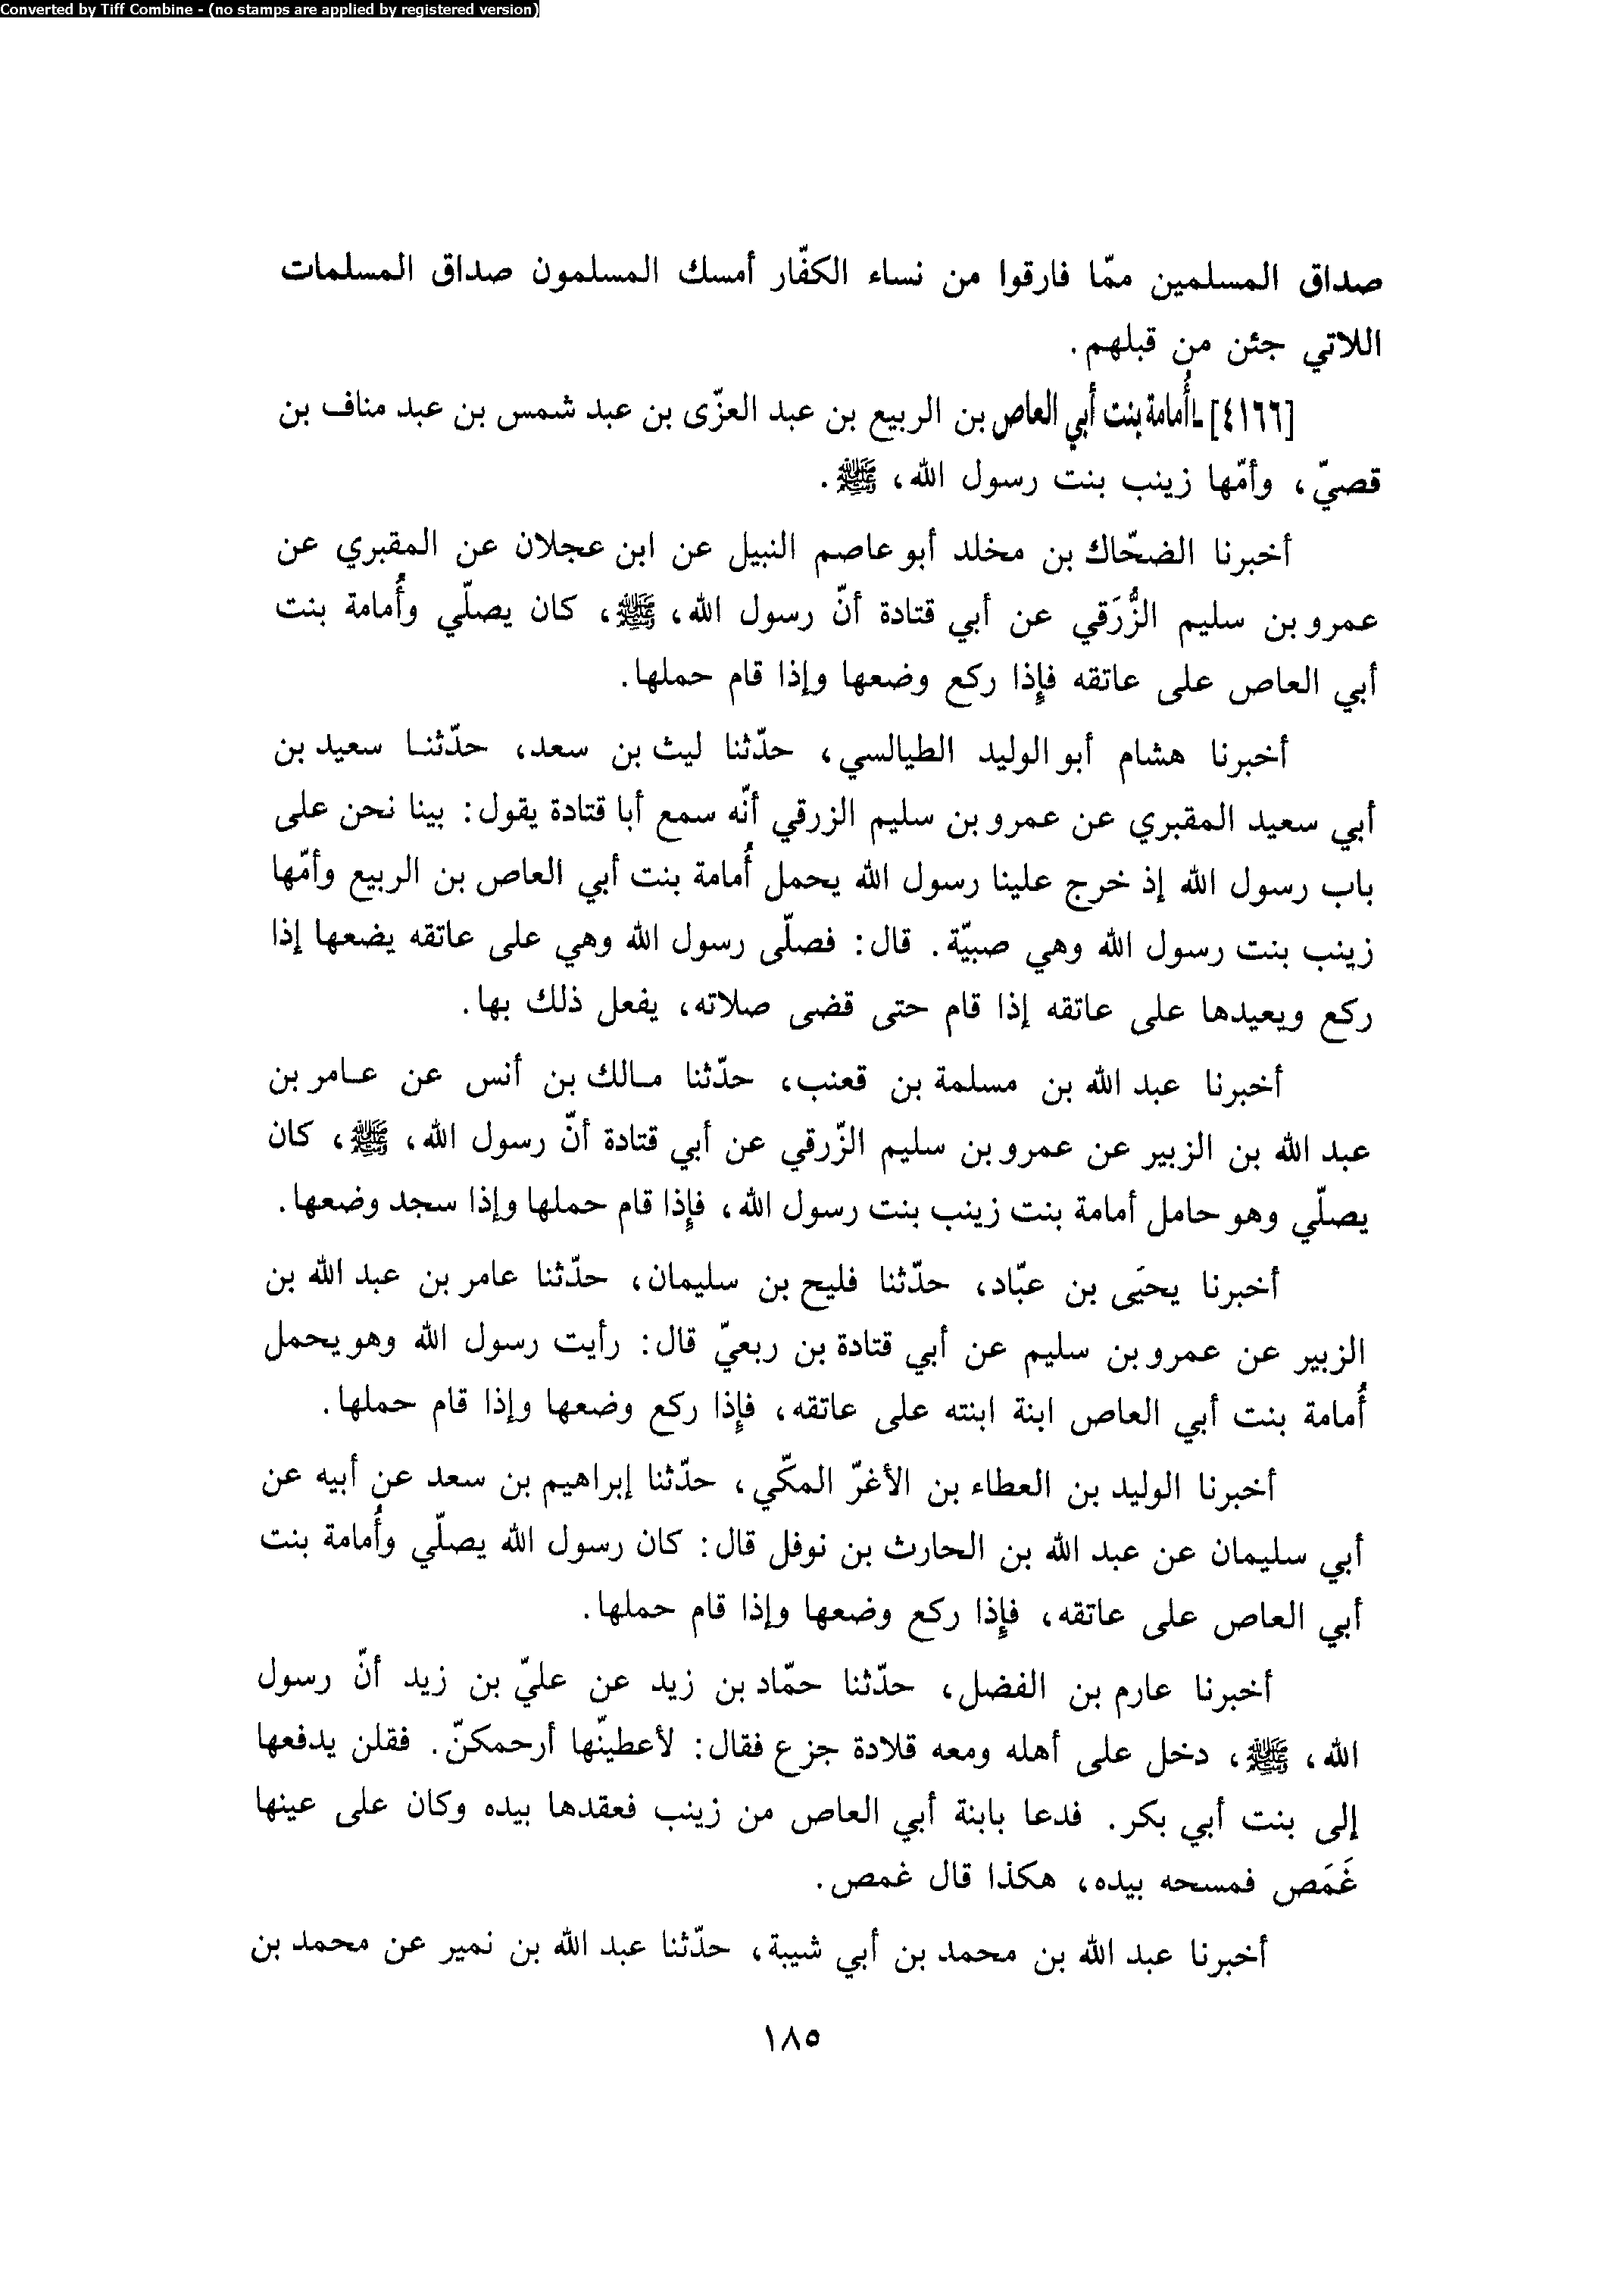 Converted by Tiff Combine - (no stamps are applied by registered version)
صداق المسلمين ممّا فارقوا من نساء الكفّار أمسك المسلمون صداق المسلمات
اللاتي جئن من قبلهم.
[٤١٦٦] ـ أُمامة بنت أبي العاص بن الربيع بن عبد العزّى بن عبد شمس بن عبد مناف بن
قصيّ، وأمّها زينب بنت رسول الله، ﷺ.
أخبرنا الضحّاك بن مخلد أبو عاصم النبيل عن ابن عجلان عن المقبري عن
عمرو بن سليم الزُّرَقي عن أبي قتادة أنّ رسول الله، ﷺ، كان يصلّي وأُمامة بنت
أبي العاص على عاتقه فإِذا ركع وضعها وإذا قام حملها.
أخبرنا هشام أبو الوليد الطيالسي، حدّثنا ليث بن سعد، حدّثنا سعيد بن
أبي سعيد المقبري عن عمرو بن سليم الزرقي أنّه سمع أبا قتادة يقول: بينا نحن على
باب رسول الله إذ خرج علينا رسول الله يحمل أُمامة بنت أبي العاص بن الربيع وأمّها
زينب بنت رسول الله وهي صبيّة. قال: فصلّى رسول الله وهي على عاتقه يضعها إذا
ركع ويعيدها على عاتقه إذا قام حتى قضى صلاته، يفعل ذلك بها.
أخبرنا عبد الله بن مسلمة بن قعنب، حدّثنا مالك بن أنس عن عامر بن
عبد الله بن الزبير عن عمرو بن سليم الزّرقي عن أبي قتادة أنّ رسول الله، ﷺ، كان
يصلّي وهو حامل أمامة بنت زينب بنت رسول الله، فإِذا قام حملها وإذا سجد وضعها.
أخبرنا يحيَى بن عبّاد، حدّثنا فليح بن سليمان، حدّثنا عامر بن عبد الله بن
الزبير عن عمرو بن سليم عن أبي قتادة بن ربعيّ قال: رأيت رسول الله وهو يحمل
أُمامة بنت أبي العاص ابنة ابنته على عاتقه، فإِذا ركع وضعها وإذا قام حملها.
أخبرنا الوليد بن العطاء بن الأغرّ المكّي، حدّثنا إبراهيم بن سعد عن أبيه عن
أبي سليمان عن عبد الله بن الحارث بن نوفل قال: كان رسول الله يصلّي وأُمامة بنت
أبي العاص على عاتقه، فإِذا ركع وضعها وإذا قام حملها.
أخبرنا عارم بن الفضل، حدّثنا حمّاد بن زيد عن عليّ بن زيد أنّ رسول
الله، ﷺ، دخل على أهله ومعه قلادة جزع فقال: لأعطينّها أرحمكنّ. فقلن يدفعها
إلى بنت أبي بكر. فدعا بابنة أبي العاص من زينب فعقدها بيده وكان على عينها
غَمَص فمسحه بيده، هكذا قال غمص.
أخبرنا عبد الله بن محمد بن أبي شيبة، حدّثنا عبد الله بن نمير عن محمد بن
١٨٥